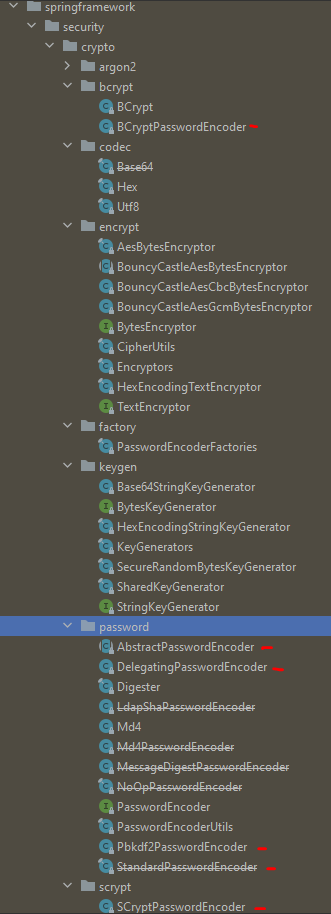 springframework
security
crypto
argon2
bcrypt
BCrypt
BCryptPasswordEncoder
codec
Base64
Hex
Utf8
encrypt
AesBytesEncryptor
BouncyCastleAesBytesEncryptor
BouncyCastleAesCbcBytesEncryptor
BouncyCastleAesGcmBytesEncryptor
BytesEncryptor
CipherUtils
Encryptors
HexEncodingTextEncryptor
TextEncryptor
factory
PasswordEncoderFactories
keygen
Base64StringKeyGenerator
BytesKeyGenerator
HexEncodingStringKeyGenerator
KeyGenerators
SecureRandomBytesKeyGenerator
SharedKeyGenerator
StringKeyGenerator
password
AbstractPasswordEncoder
DelegatingPasswordEncoder
Digester
LdapShaPasswordEncoder
Md4
Md4PasswordEncoder
MessageDigestPasswordEncoder
NoOpPasswordEncoder
PasswordEncoder
PasswordEncoderUtils
Pbkdf2PasswordEncoder
StandardPasswordEncoder
scrypt
SCryptPasswordEncoder